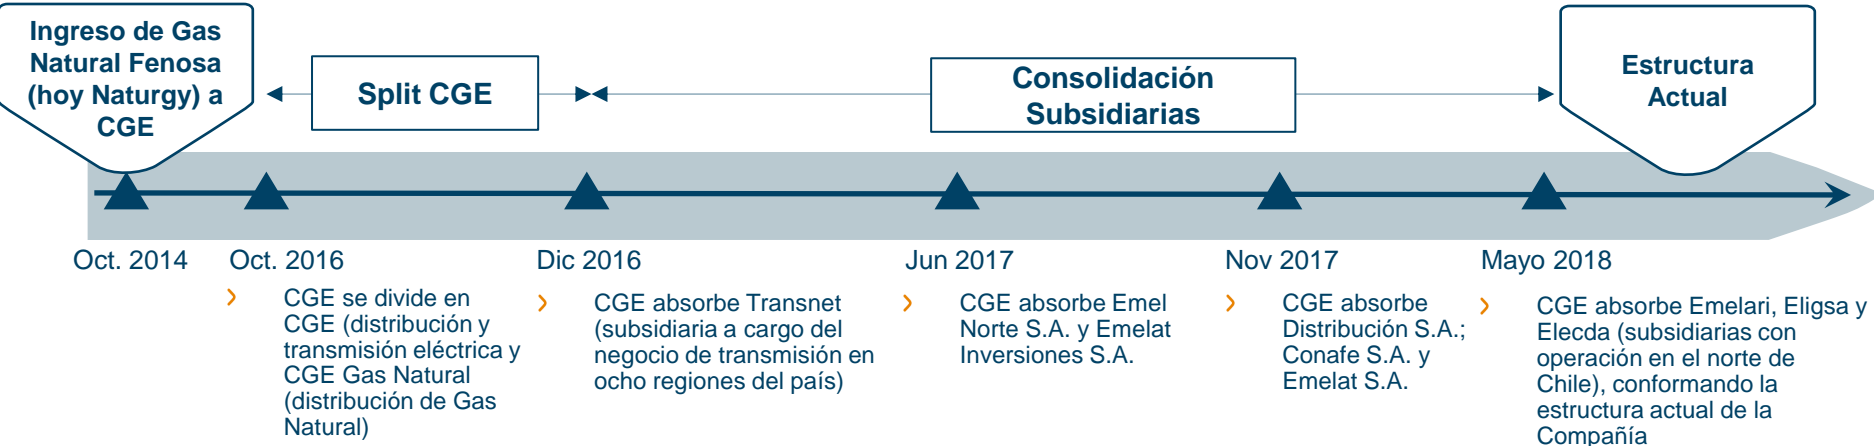 Ingreso de Gas
Natural Fenosa
(hoy Naturgy) a
CGE
Split CGE
Consolidación
Subsidiarias
Estructura
Actual
Oct. 2014
Oct. 2016
CGE se divide en
CGE (distribución y
transmisión eléctrica y
CGE Gas Natural
(distribución de Gas
Natural)
Dic 2016
CGE absorbe Transnet
(subsidiaria a cargo del
negocio de transmisión en
ocho regiones del país)
Jun 2017
CGE absorbe Emel
Norte S.A. y Emelat
Inversiones S.A.
Nov 2017
CGE absorbe
Distribución S.A.;
Conafe S.A. y
Emelat S.A.
Mayo 2018
CGE absorbe Emelari, Eligsa y
Elecda (subsidiarias con
operación en el norte de
Chile), conformando la
estructura actual de la
Compañía